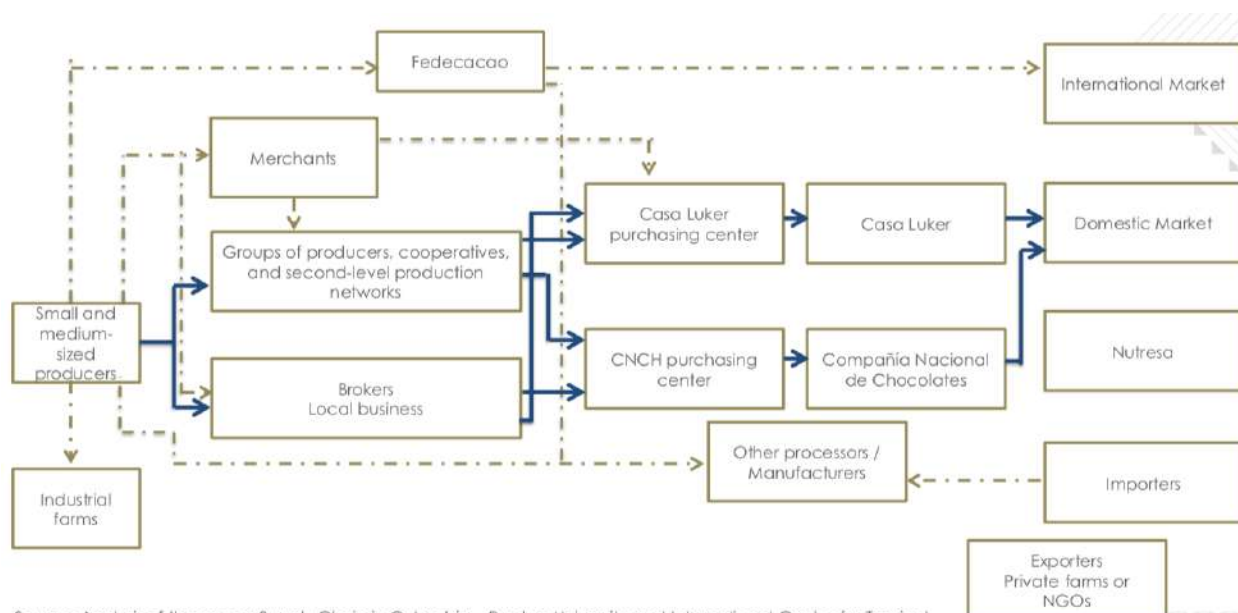 Fedecacao
International Market
Merchants
Casa Luker
purchasing center
Casa Luker
Domestic Market
Groups of producers, cooperatives,
and second-level production
networks
Small and
medium-
sized
producers
CNCH purchasing
center
Compañía Nacional
de Chocolates
Nutresa
Brokers
Local business
Other processors /
Manufacturers
Industrial
farms
Importers
Exporters
Private farms or
NGOs